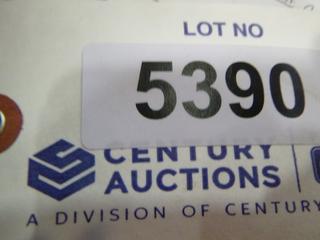 LOT NO
5390
CENTURY
AUCTIONS
A DIVISION OF CENTURY